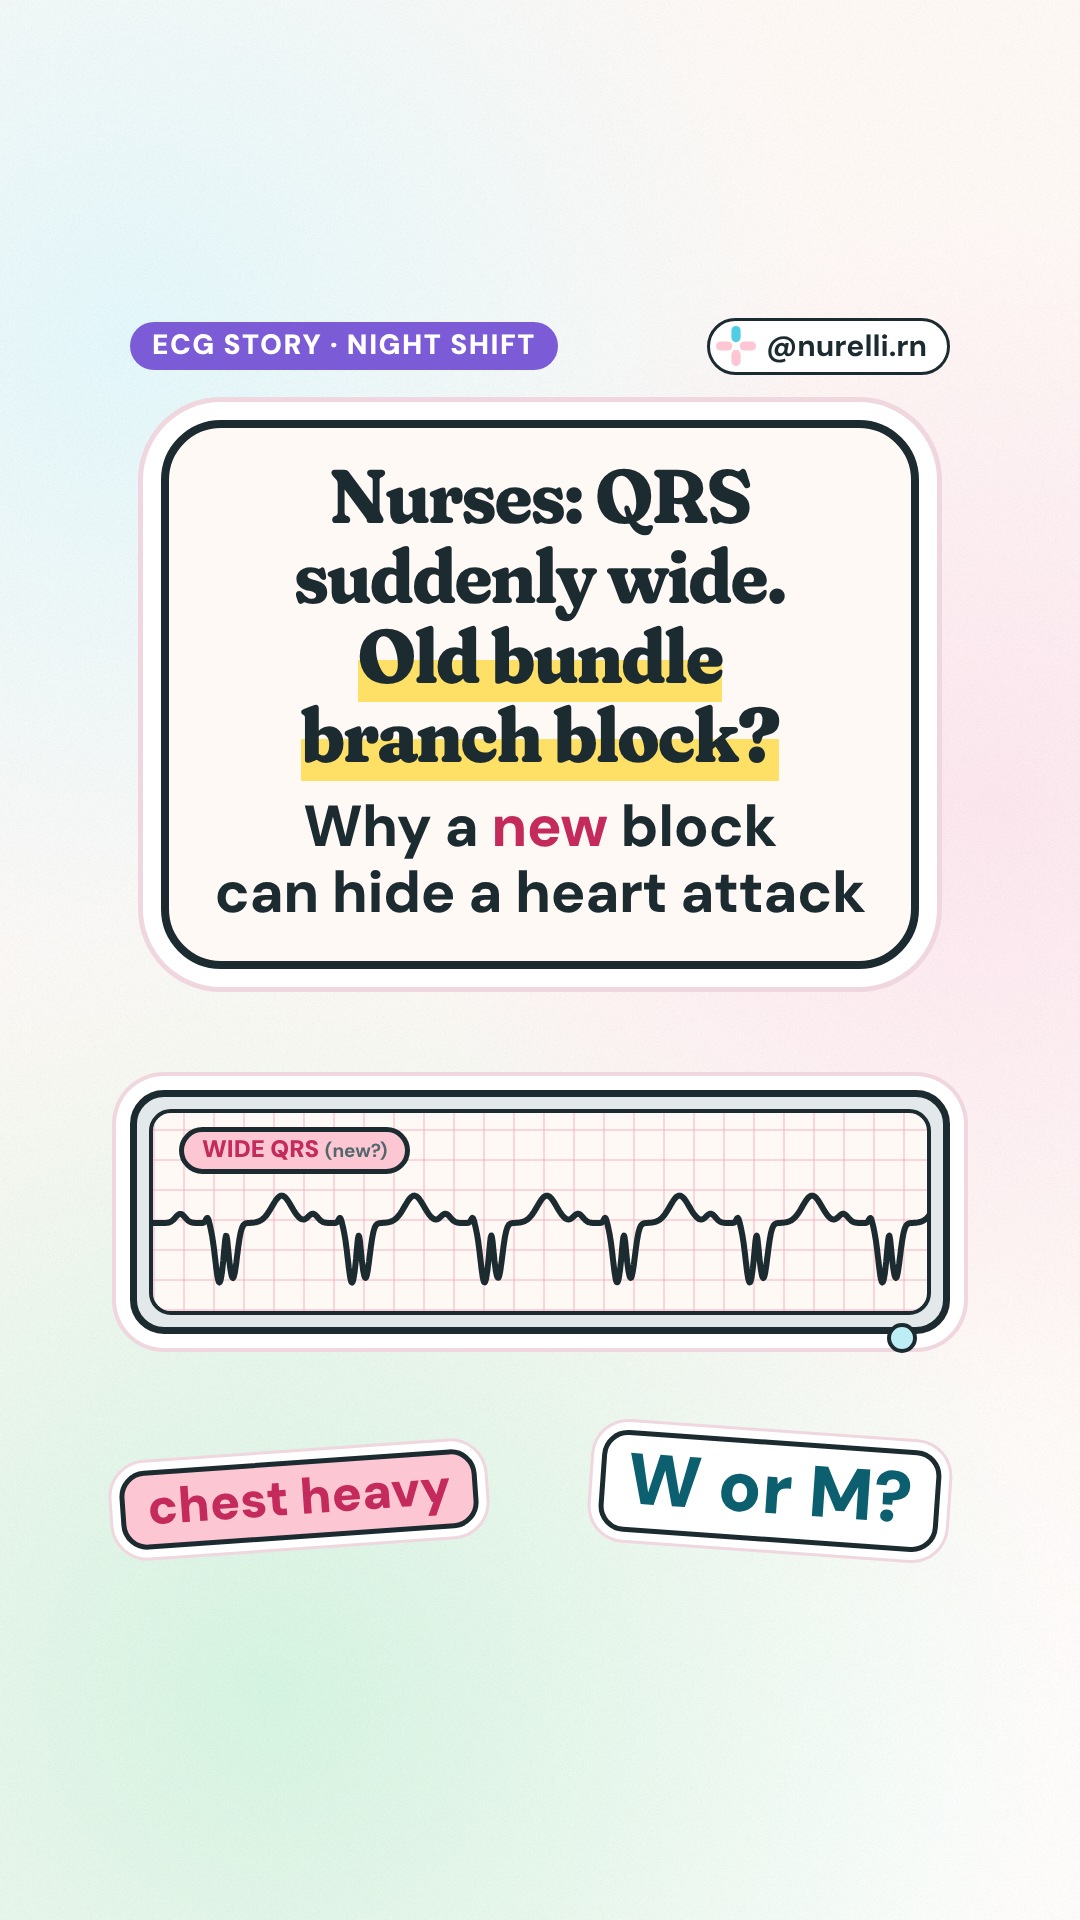 ECG STORY · NIGHT SHIFT
@nurelli.rn
Nurses: QRS
suddenly wide.
Old bundle
branch block?
Why a new block
can hide a heart attack
WIDE QRS (new?)
chest heavy
W or M?